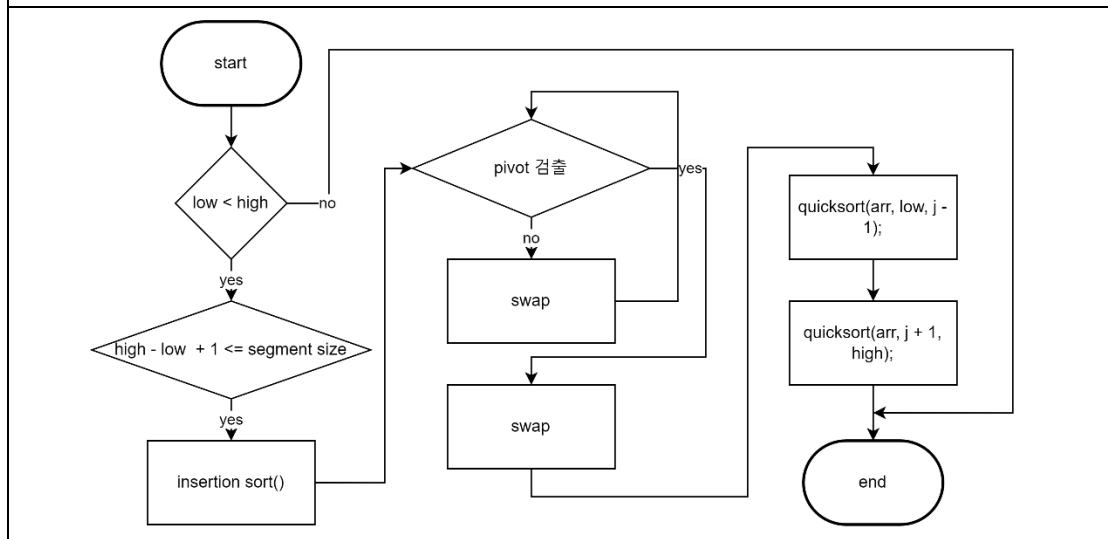 start
low < high
no
yes
high - low + 1 <= segment size
yes
insertion sort()
pivot 검출
yes
no
swap
swap
quicksort(arr, low, j -
1);
quicksort(arr, j + 1,
high);
end